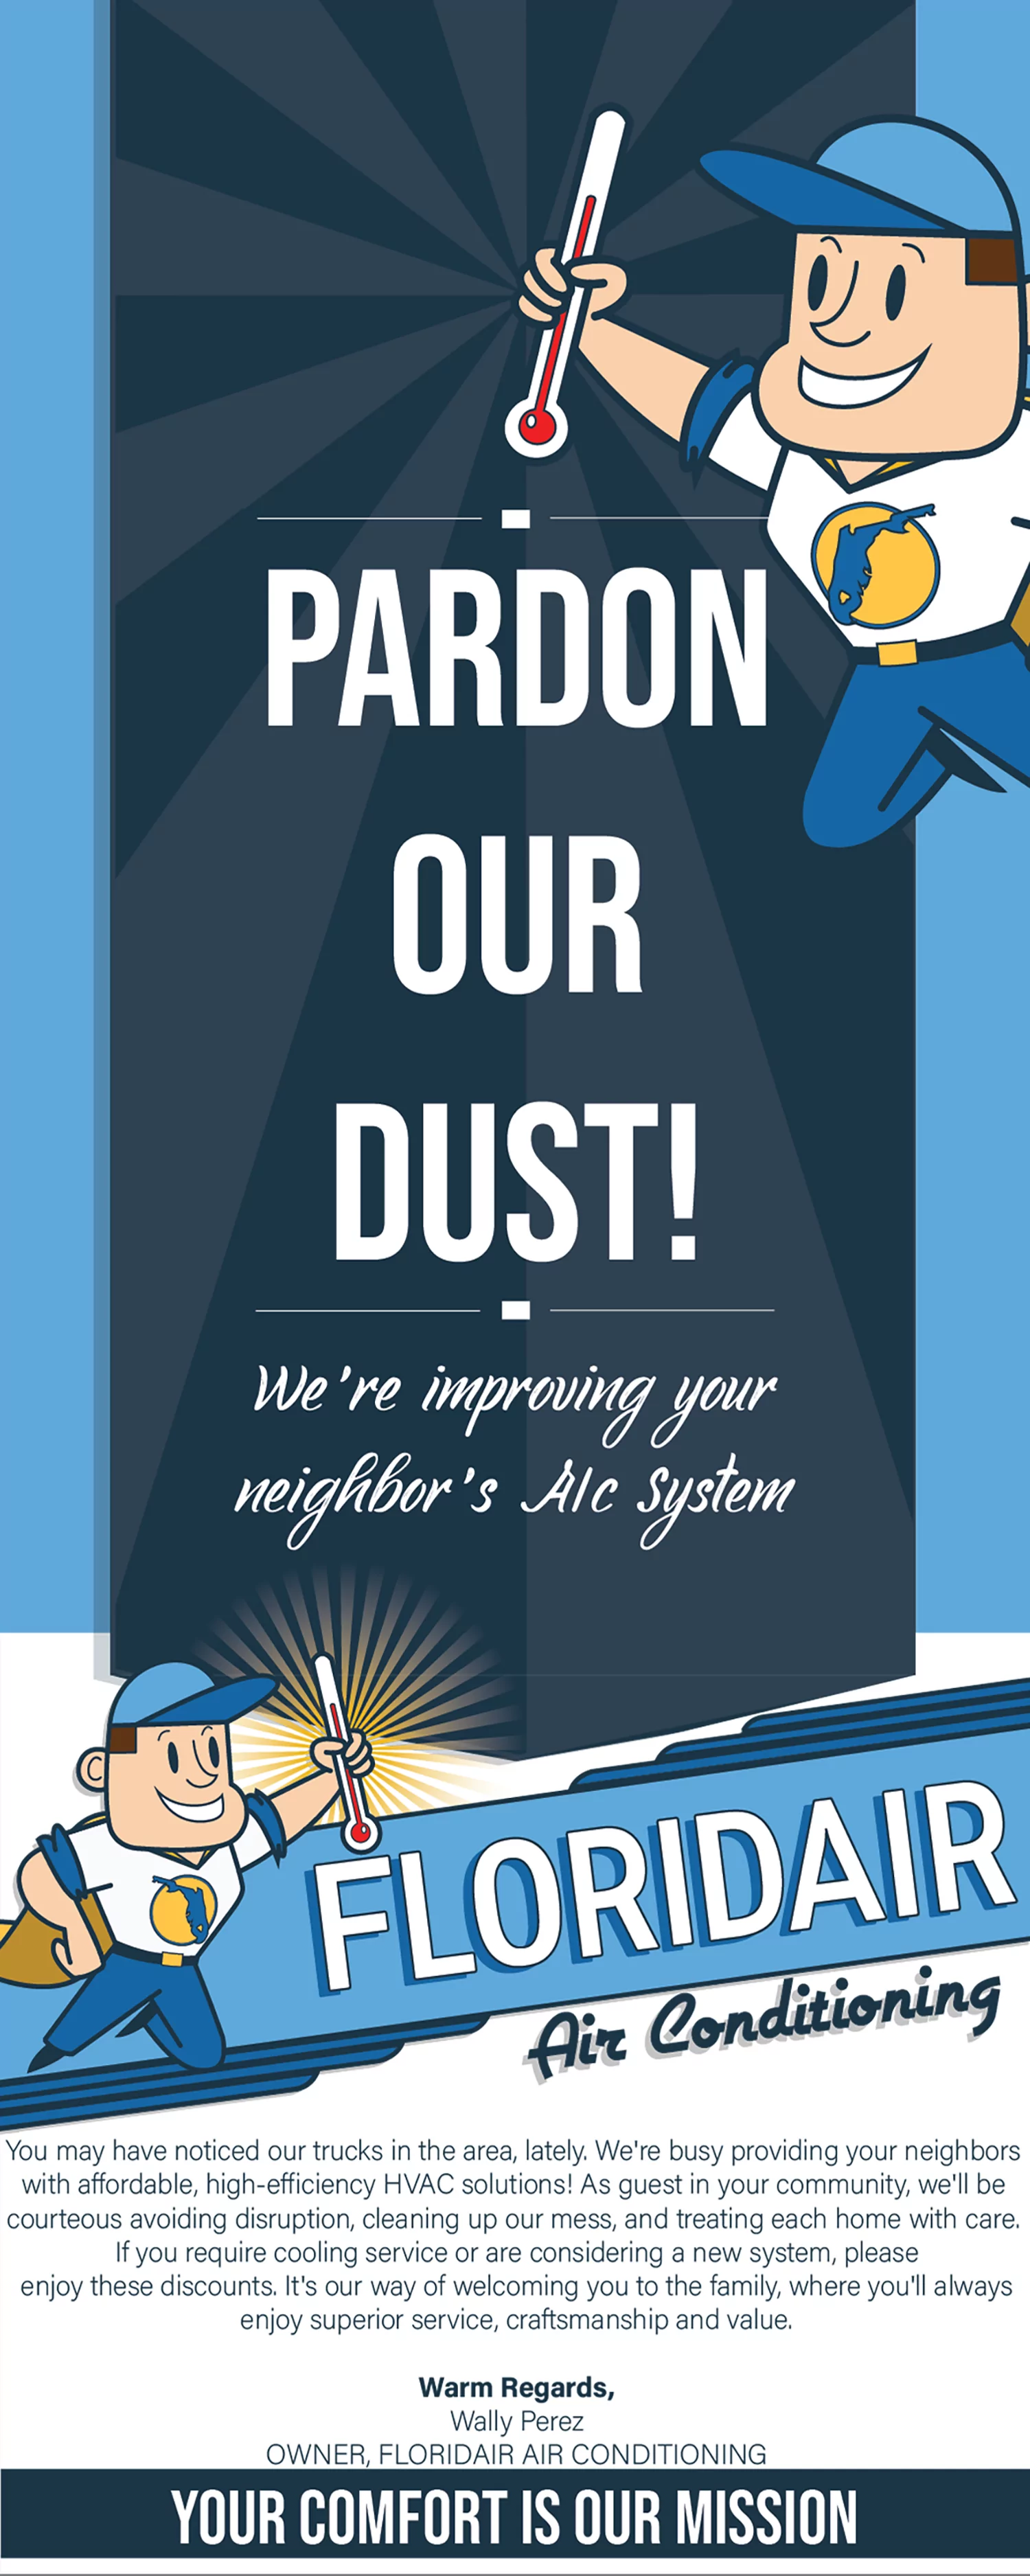 PARDON
OUR
DUST!
We're improving your
neighbor's A/c System
FLORIDAIR
Air Conditioning
You may have noticed our trucks in the area, lately. We're busy providing your neighbors
with affordable, high-efficiency HVAC solutions! As guest in your community, we'll be
courteous avoiding disruption, cleaning up our mess, and treating each home with care.
If you require cooling service or are considering a new system, please
enjoy these discounts. It's our way of welcoming you to the family, where you'll always
enjoy superior service, craftsmanship and value.
Warm Regards,
Wally Perez
OWNER, FLORIDAIR AIR CONDITIONING
YOUR COMFORT IS OUR MISSION